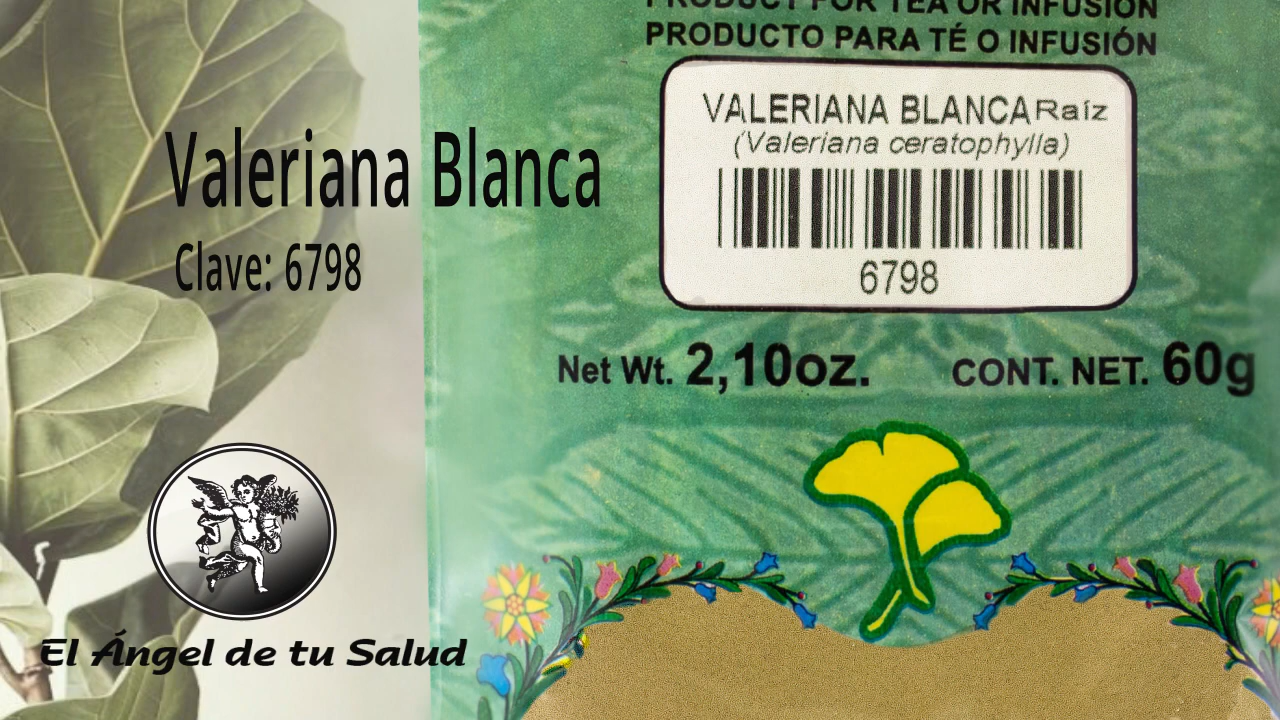 Valeriana Blanca
Clave: 6798
El Ángel de tu Salud
PRODUCT FOR TEA OR INFUSION
PRODUCTO PARA TÉ O INFUSIÓN
VALERIANA BLANCA Raíz
(Valeriana ceratophylla)
6798
Net Wt. 2,10oz. CONT. NET. 60g